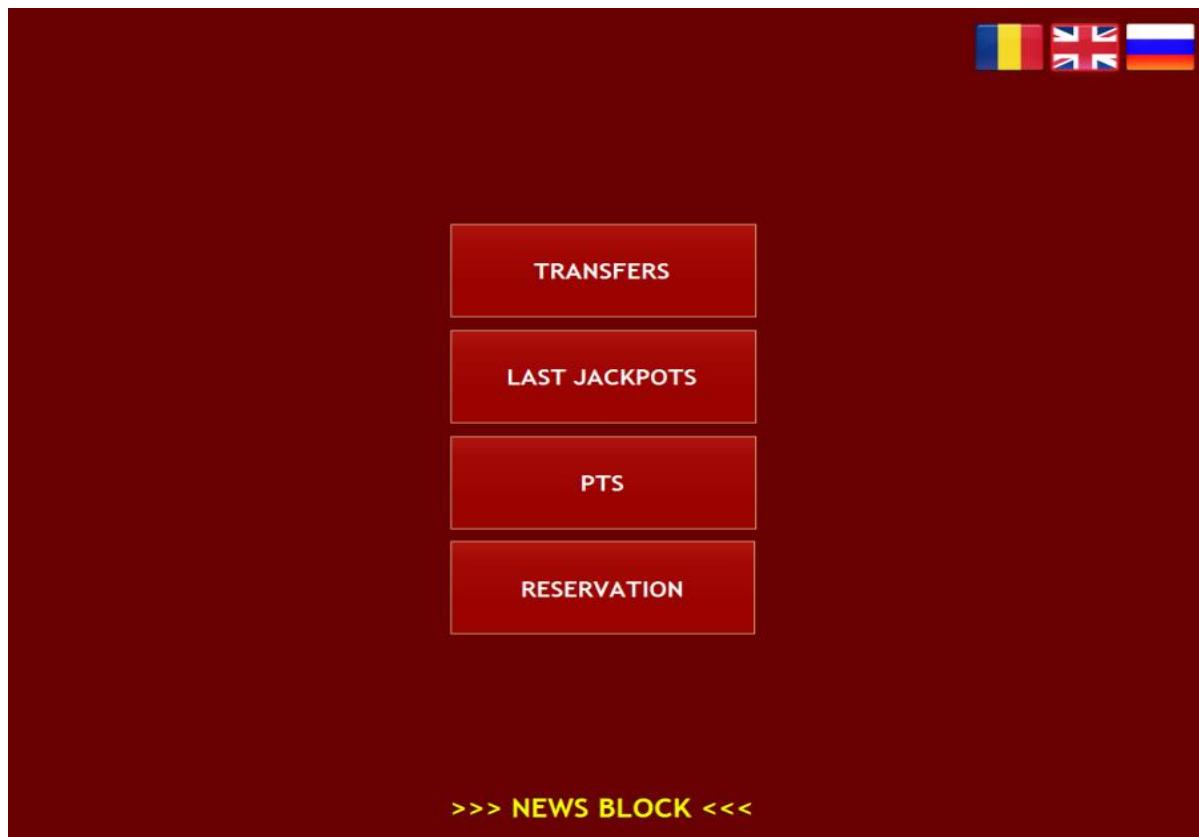 TRANSFERS
LAST JACKPOTS
PTS
RESERVATION
>>> NEWS BLOCK <<<